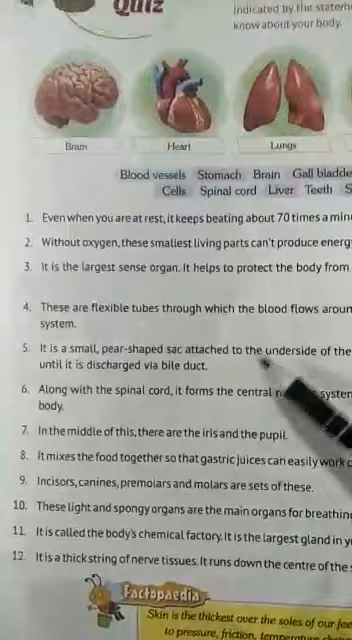 Quiz
indicated by the
know about your body.
Brain Heart Lungs
Blood vessels Stomach Brain Gall
Cells Spinal cord Liver Teeth S
1. Even when you are at rest, it keeps beating about 70 times a
2. Without oxygen, these smallest living parts can't produce
3. It is the largest sense organ. It helps to protect the body from
4. These are flexible tubes through which the blood flows
system.
5. It is a small, pear-shaped sac attached to the underside of the
until it is discharged via bile duct.
6. Along with the spinal cord, it forms the central
body.
7. In the middle of this, there are the iris and the pupil.
8. It mixes the food together so that gastric juices can easily work
9. Incisors, canines, premolars and molars are sets of these.
10. These light and spongy organs are the main organs for
11. It is called the body's chemical factory. It is the largest gland in
12. It is a thick string of nerve tissues. It runs down the centre of the
Factopaedia
Skin is the thickest over the soles of our
to pressure, friction,